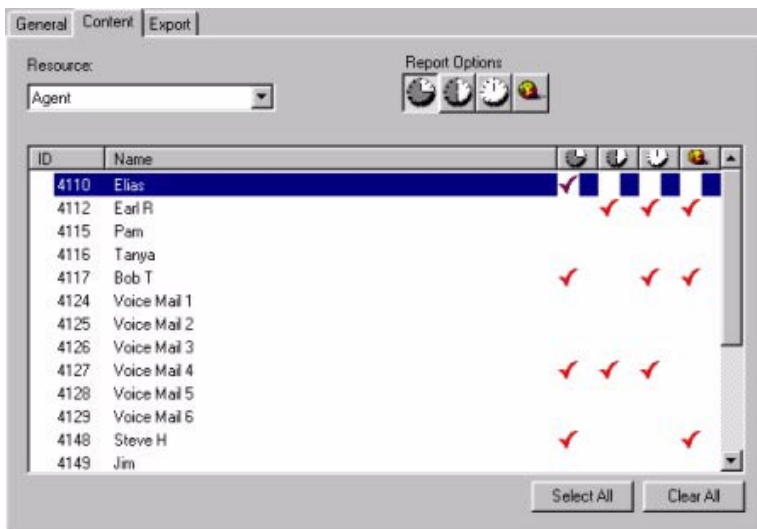 General Content Export
Resource: Report Options
Agent
ID Name
4110 Elias
4112 Earl R
4115 Pam
4116 Tanya
4117 Bob T
4124 Voice Mail 1
4125 Voice Mail 2
4126 Voice Mail 3
4127 Voice Mail 4
4128 Voice Mail 5
4129 Voice Mail 6
4148 Steve H
4149 Jim
Select All Clear All